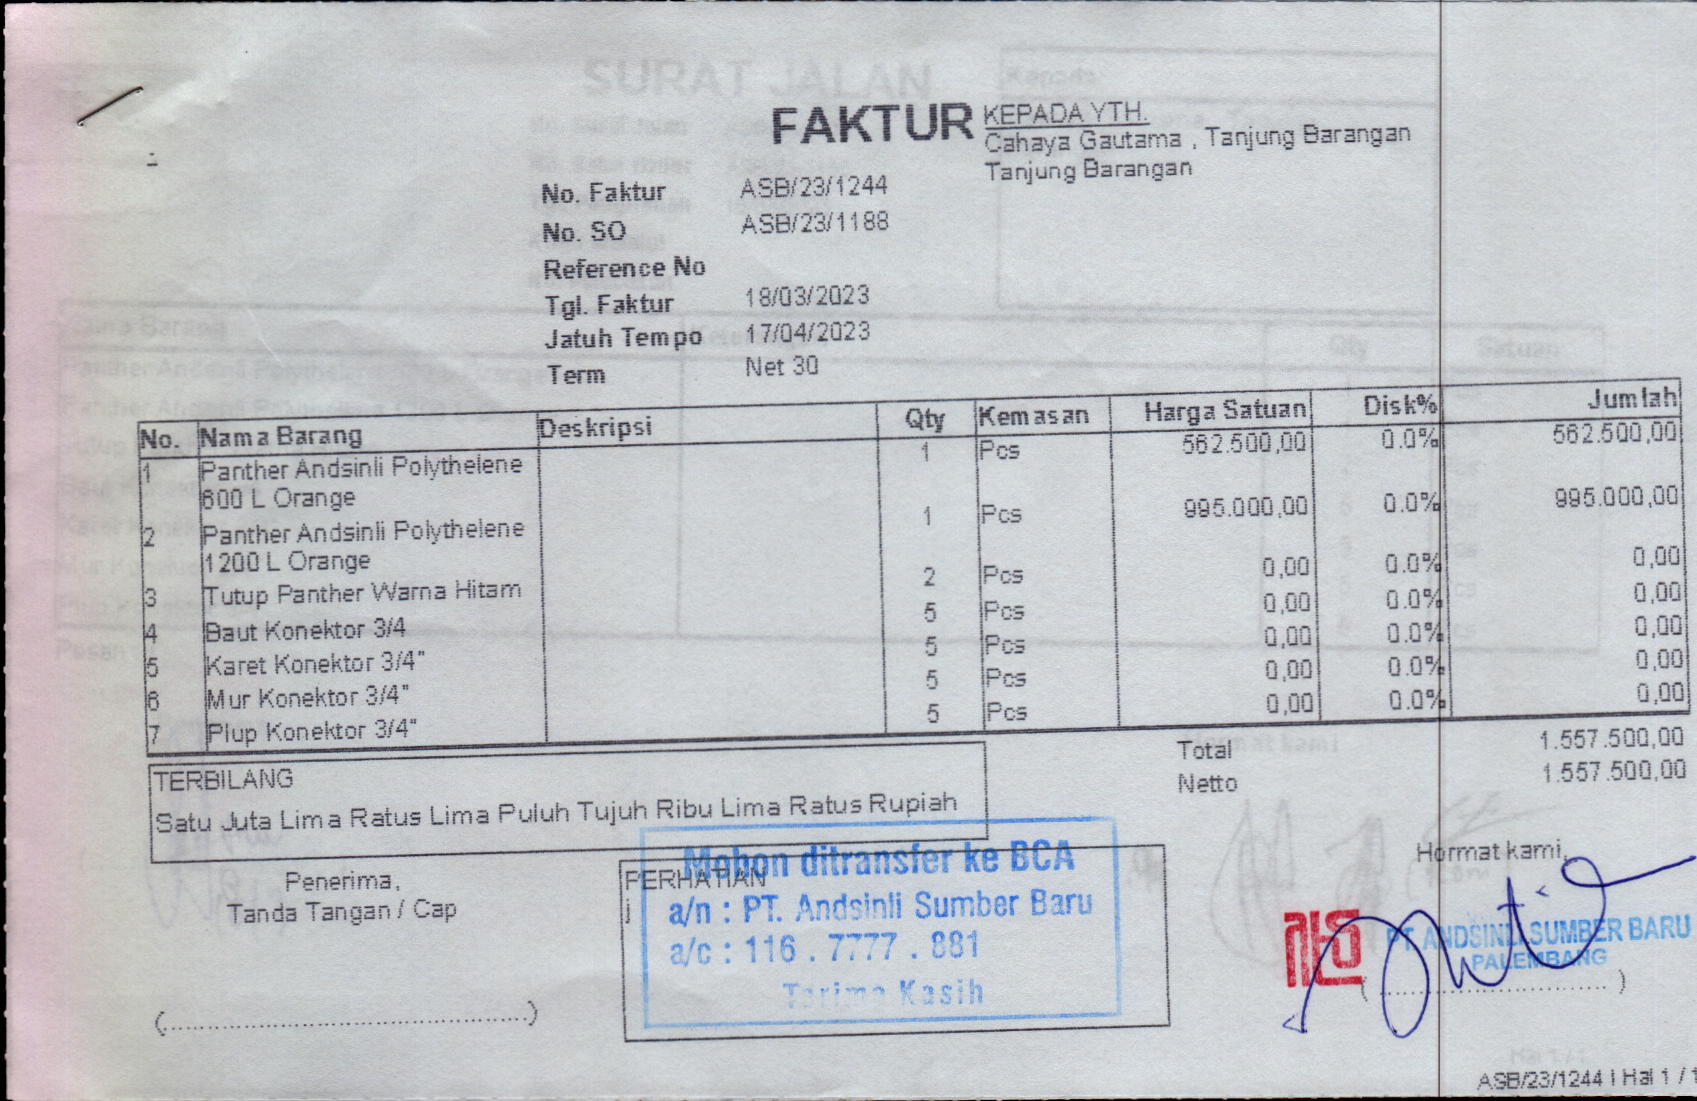 FAKTUR
KEPADA YTH.
Cahaya Gautama , Tanjung Barangan
Tanjung Barangan
No. Faktur ASB/23/1244
No. SO ASB/23/1188
Reference No
Tgl. Faktur 18/03/2023
Jatuh Tempo 17/04/2023
Term Net 30
No. Nama Barang Deskripsi Qty Kemasan Harga Satuan Disk% Jumlah
1 Panther Andsinli Polythelene 1 Pcs 562.500,00 0.0% 562.500,00
600 L Orange
2 Panther Andsinli Polythelene 1 Pcs 995.000,00 0.0% 995.000,00
1200 L Orange
3 Tutup Panther Warna Hitam 2 Pcs 0,00 0.0% 0,00
4 Baut Konektor 3/4 5 Pcs 0,00 0.0% 0,00
5 Karet Konektor 3/4" 5 Pcs 0,00 0.0% 0,00
6 Mur Konektor 3/4" 5 Pcs 0,00 0.0% 0,00
7 Plup Konektor 3/4" 5 Pcs 0,00 0.0% 0,00
Total 1.557.500,00
Netto 1.557.500,00
TERBILANG
Satu Juta Lima Ratus Lima Puluh Tujuh Ribu Lima Ratus Rupiah
Penerima,
Tanda Tangan / Cap
(..................................................)
PERHATIAN
j
Mohon ditransfer ke BCA
a/n : PT. Andsinli Sumber Baru
a/c : 116 . 7777 . 881
Terima Kasih
Hormat kami,
PT. ANDSINLI SUMBER BARU
PALEMBANG
(..............................)
ASB/23/1244 | Hal 1 / 1
SURAT JALAN
Kepada
Nama Barang
Qty
Satuan
Pesan
Hormat kami